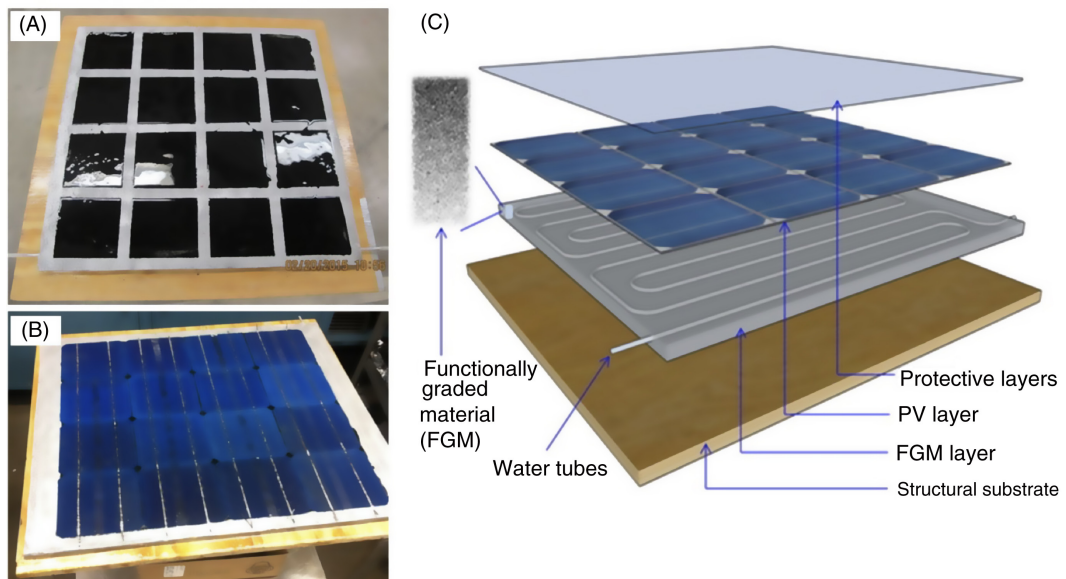 (A)
(B)
(C)
Functionally
graded
material
(FGM)
Water tubes
Protective layers
PV layer
FGM layer
Structural substrate